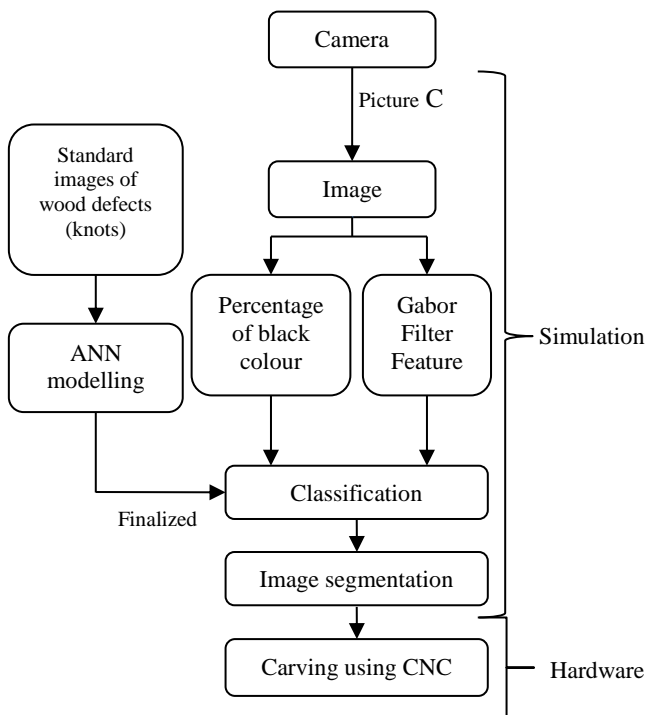 Camera
Picture C
Standard
images of
wood defects
(knots)
Image
Percentage
of black
colour
Gabor
Filter
Feature
Simulation
ANN
modelling
Classification
Finalized
Image segmentation
Carving using CNC
Hardware